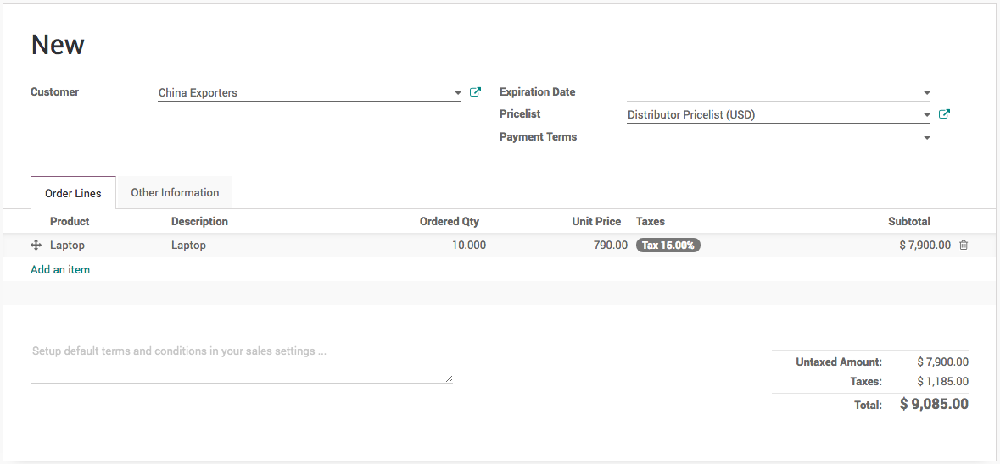 New
Customer China Exporters Expiration Date
Pricelist Distributor Pricelist (USD)
Payment Terms
Order Lines Other Information
Product Description Ordered Qty Unit Price Taxes Subtotal
Laptop Laptop 10.000 790.00 Tax 15.00% $ 7,900.00
Add an item
Setup default terms and conditions in your sales settings ...
Untaxed Amount: $ 7,900.00
Taxes: $ 1,185.00
Total: $ 9,085.00